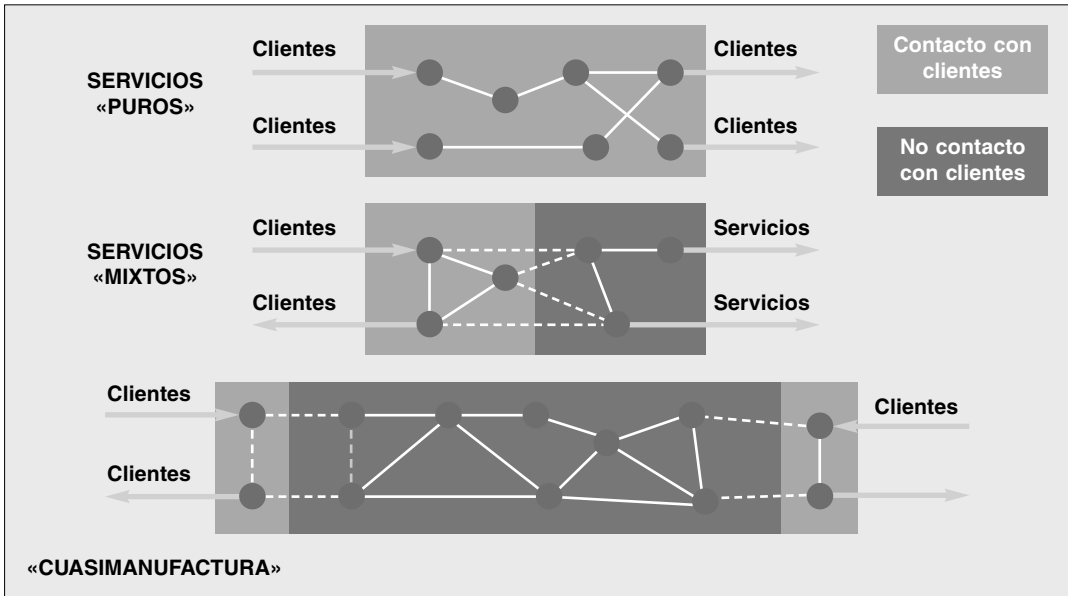 Clientes
Clientes
Contacto con
clientes
SERVICIOS
«PUROS»
Clientes
Clientes
No contacto
con clientes
Clientes
Servicios
SERVICIOS
«MIXTOS»
Clientes
Servicios
Clientes
Clientes
Clientes
«CUASIMANUFACTURA»